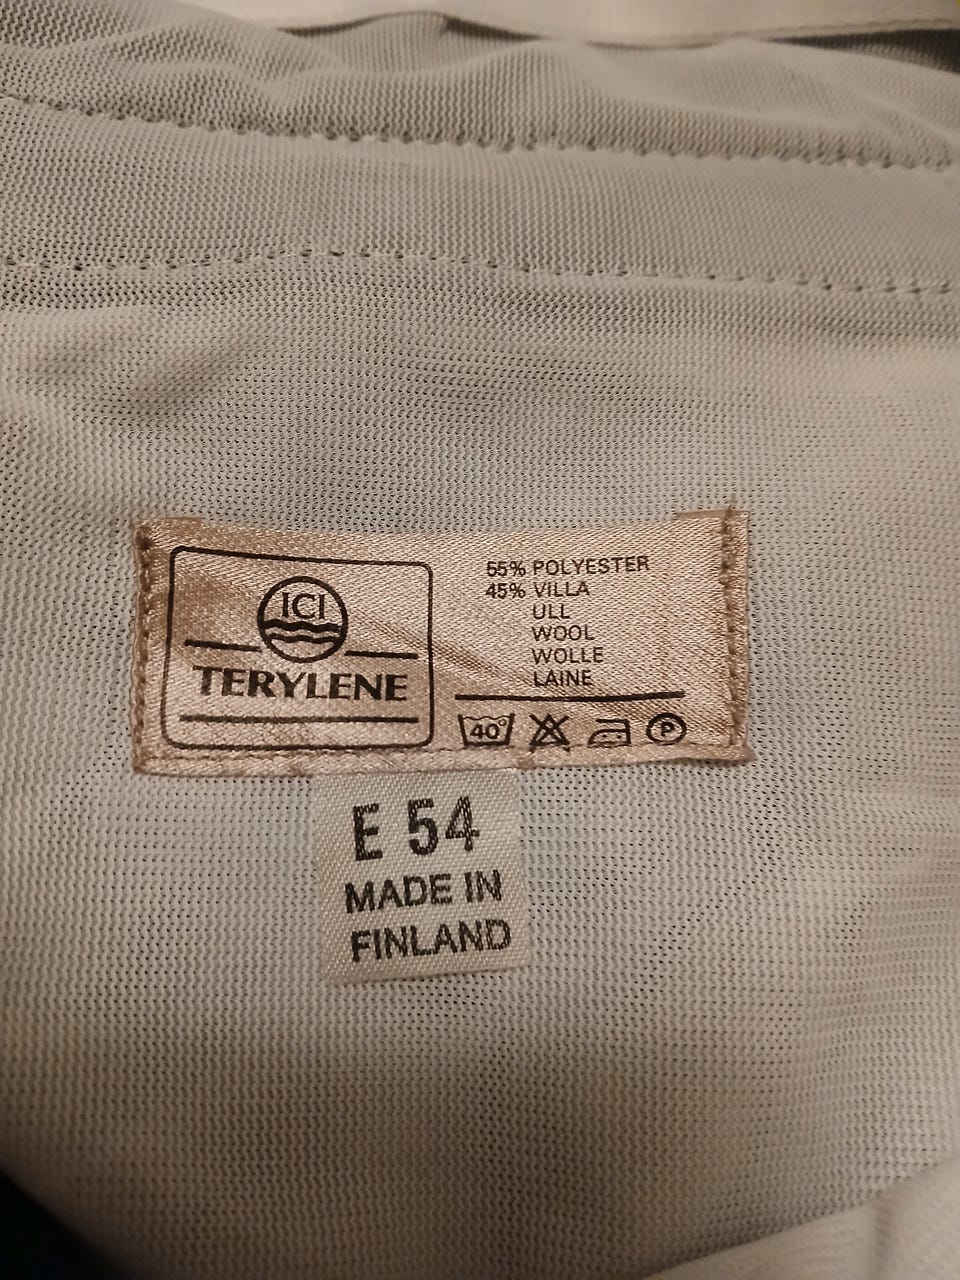 ICI
TERYLENE
55% POLYESTER
45% VILLA
ULL
WOOL
WOLLE
LAINE
40°
P
E 54
MADE IN
FINLAND